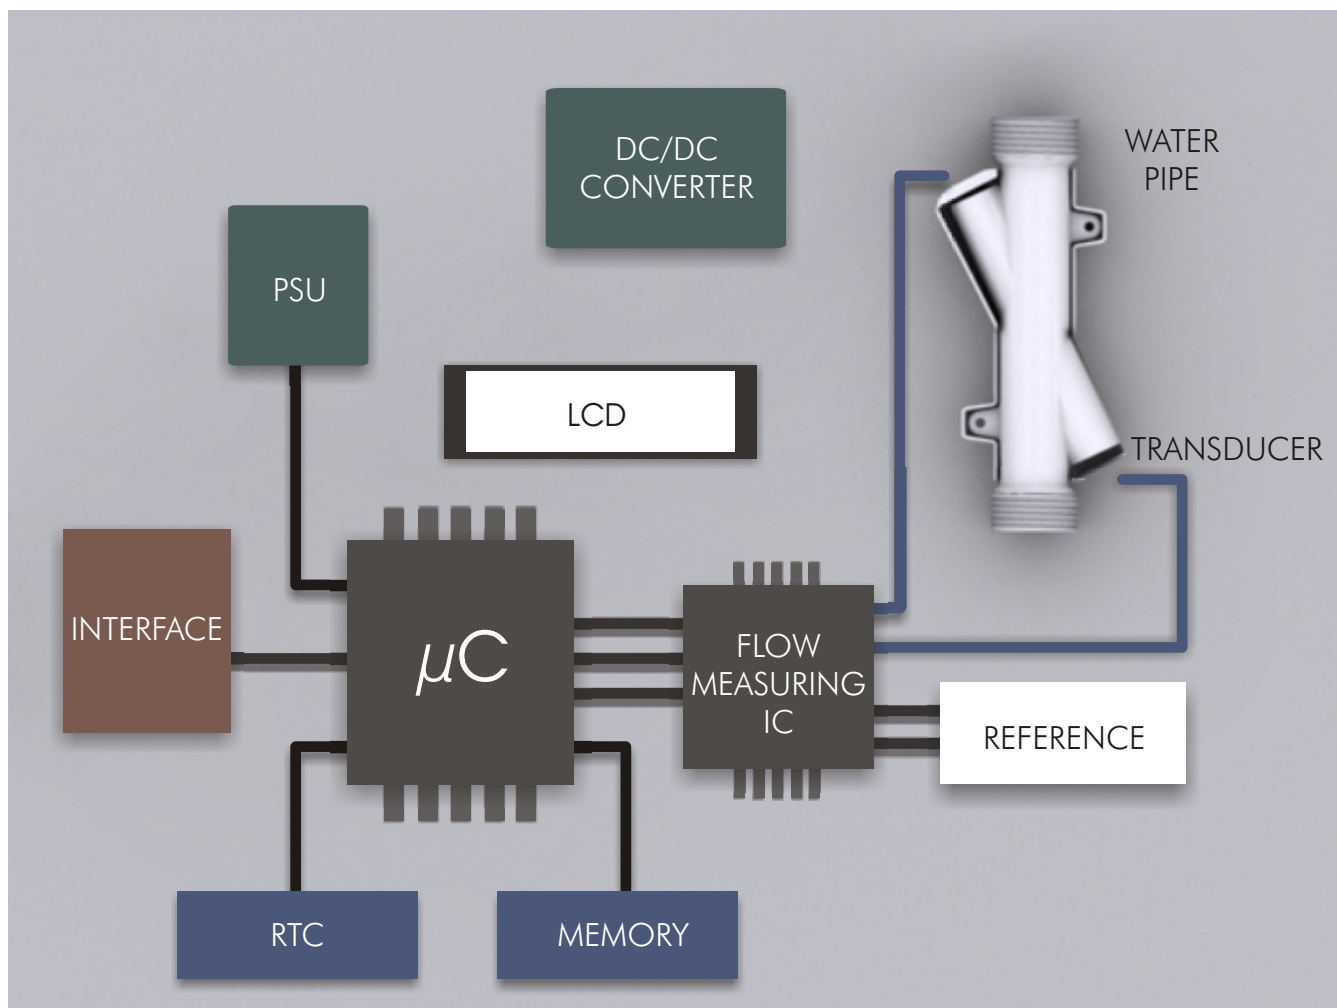 DC/DC
CONVERTER
WATER
PIPE
PSU
LCD
TRANSDUCER
INTERFACE
µC
FLOW
MEASURING
IC
REFERENCE
RTC
MEMORY